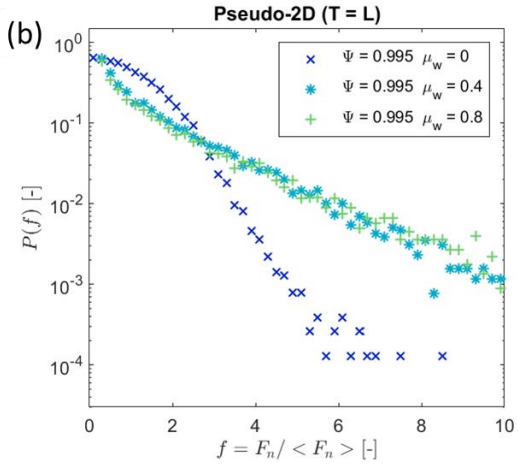 Pseudo-2D (T = L)
(b)
Ψ = 0.995 μw = 0
Ψ = 0.995 μw = 0.4
Ψ = 0.995 μw = 0.8
10^0
10^-1
10^-2
10^-3
10^-4
P(f) [-]
0 2 4 6 8 10
f = Fn/ < Fn > [-]